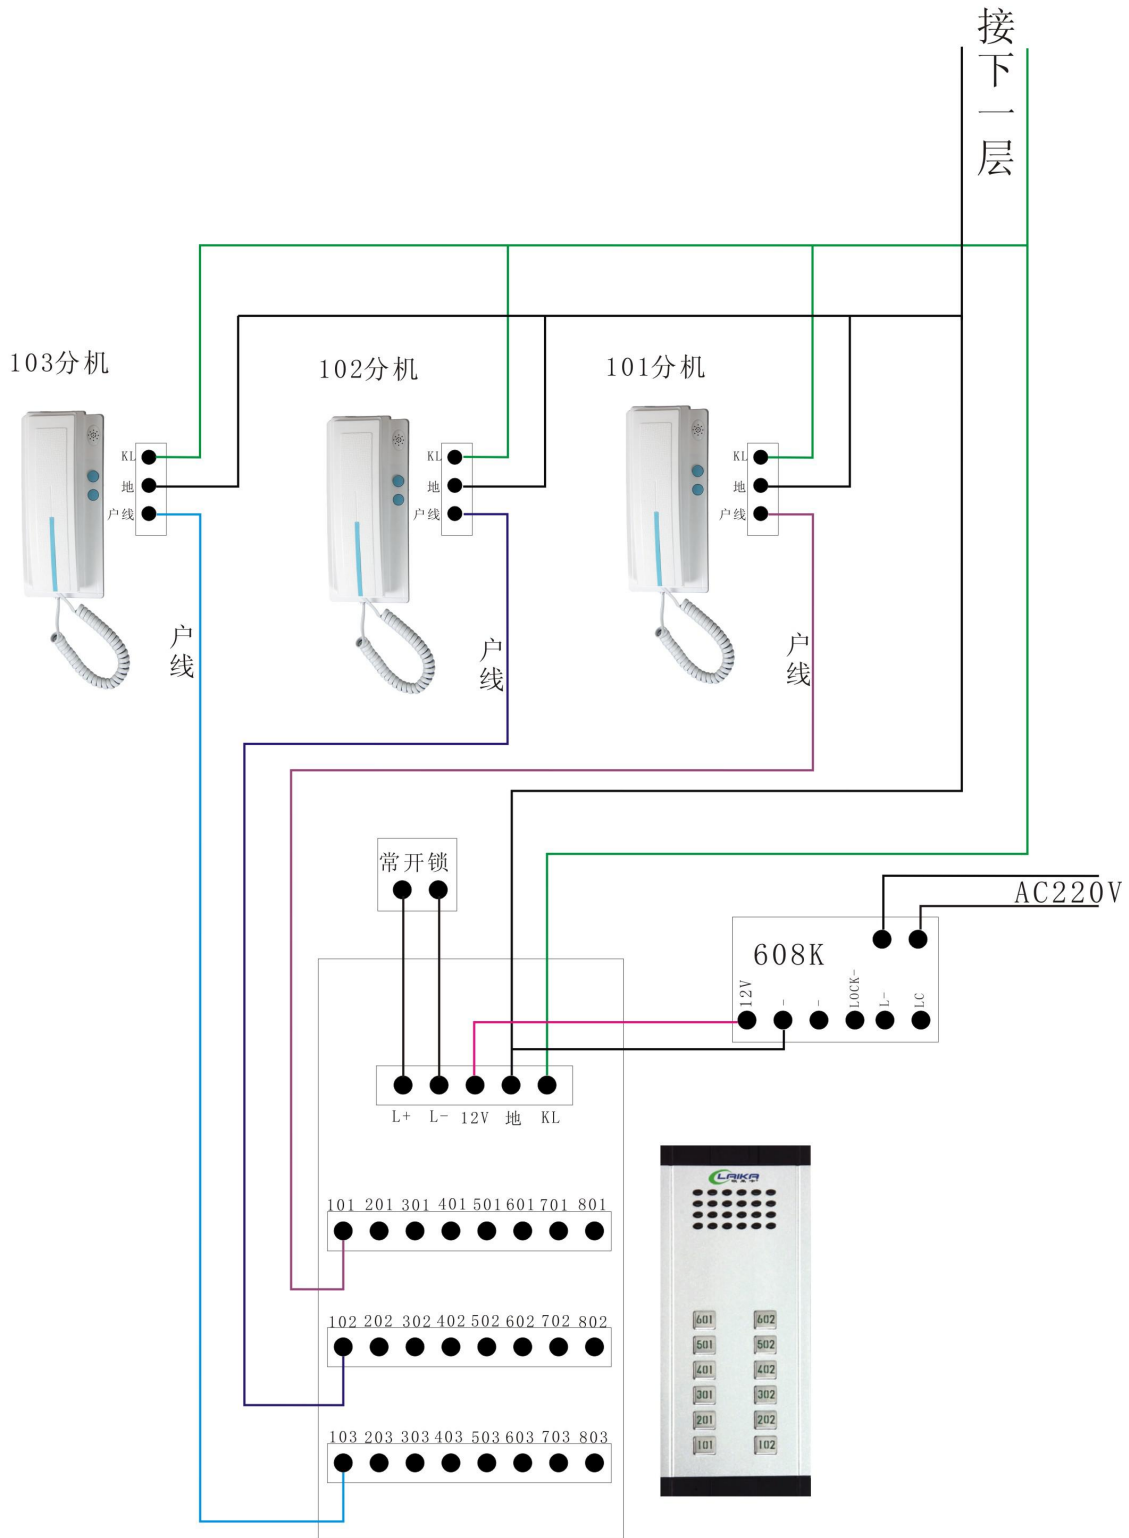 接下一层
103分机
102分机
101分机
KL
地
户线
KL
地
户线
KL
地
户线
户线
户线
户线
常开锁
AC220V
608K
12V
-
-
LOCK-
L-
LC
L+ L- 12V 地 KL
LAIKA
101 201 301 401 501 601 701 801
102 202 302 402 502 602 702 802
103 203 303 403 503 603 703 803
601 602
501 502
401 402
301 302
201 202
101 102